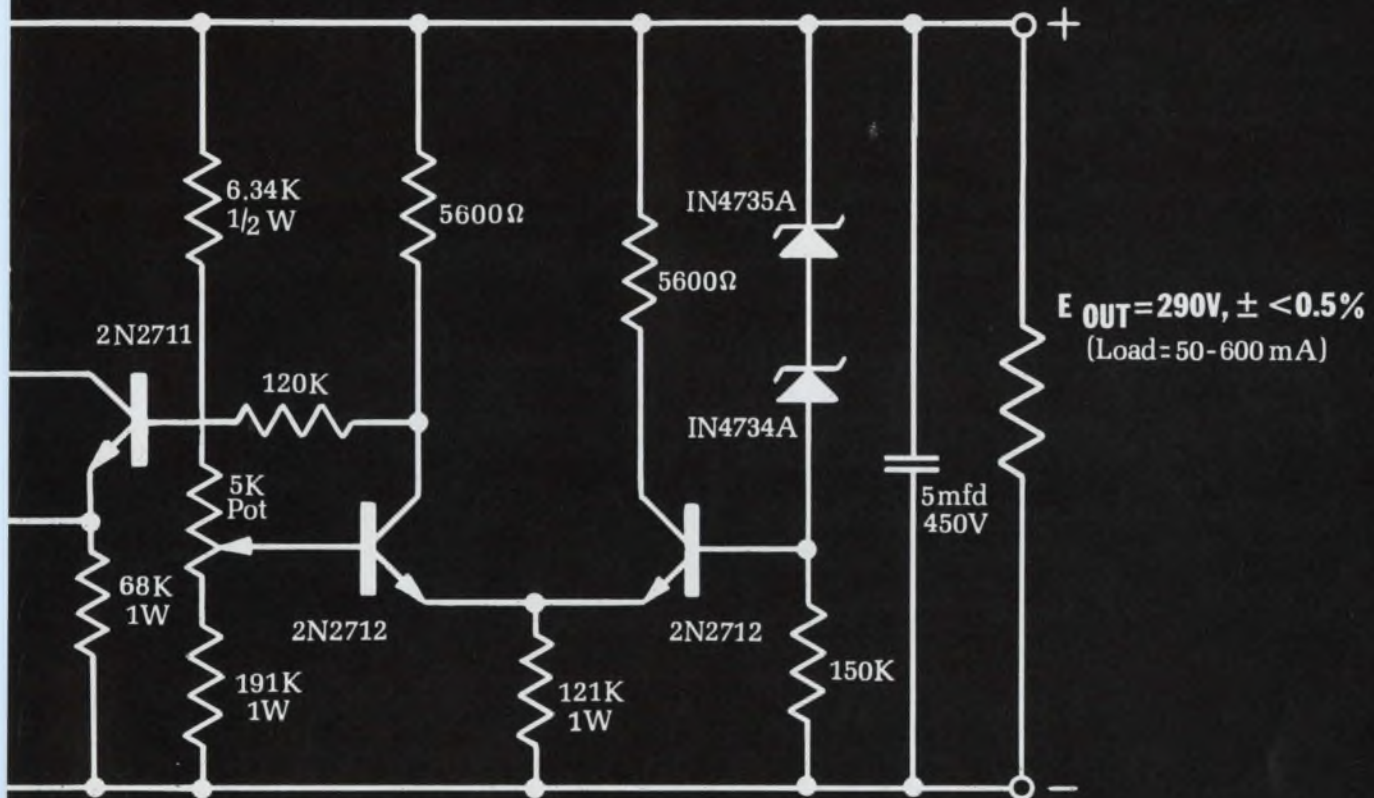 +
6.34K
1/2 W
5600Ω
IN4735A
5600Ω
E OUT=290V, ± <0.5%
(Load=50-600 mA)
2N2711
120K
IN4734A
5K
Pot
5mfd
450V
68K
1W
2N2712
2N2712
191K
1W
121K
1W
150K
−